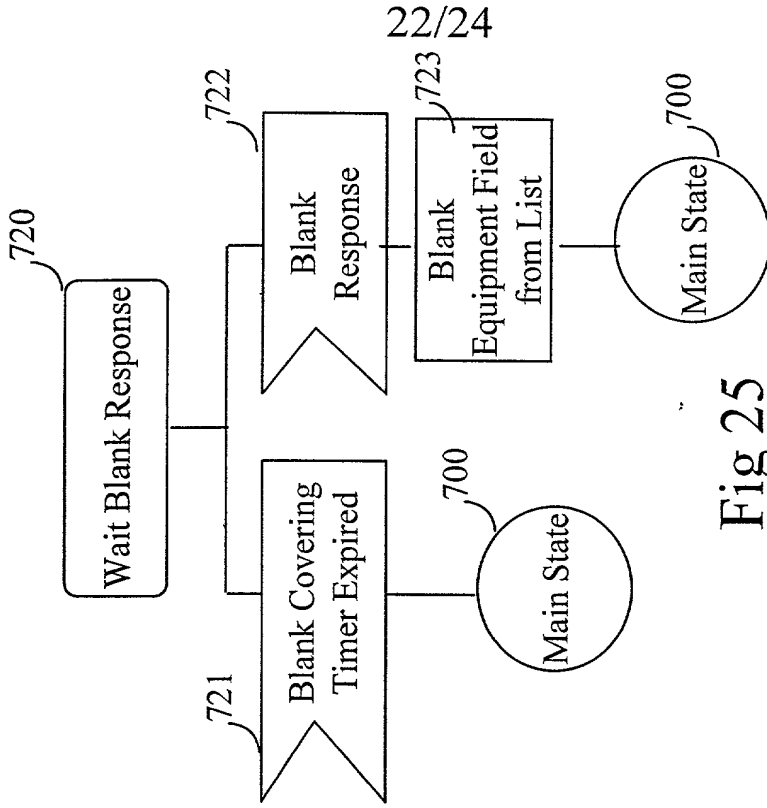 22/24
720
Wait Blank Response
721
Blank Covering
Timer Expired
700
Main State
722
Blank
Response
723
Blank
Equipment Field
from List
700
Main State
Fig 25